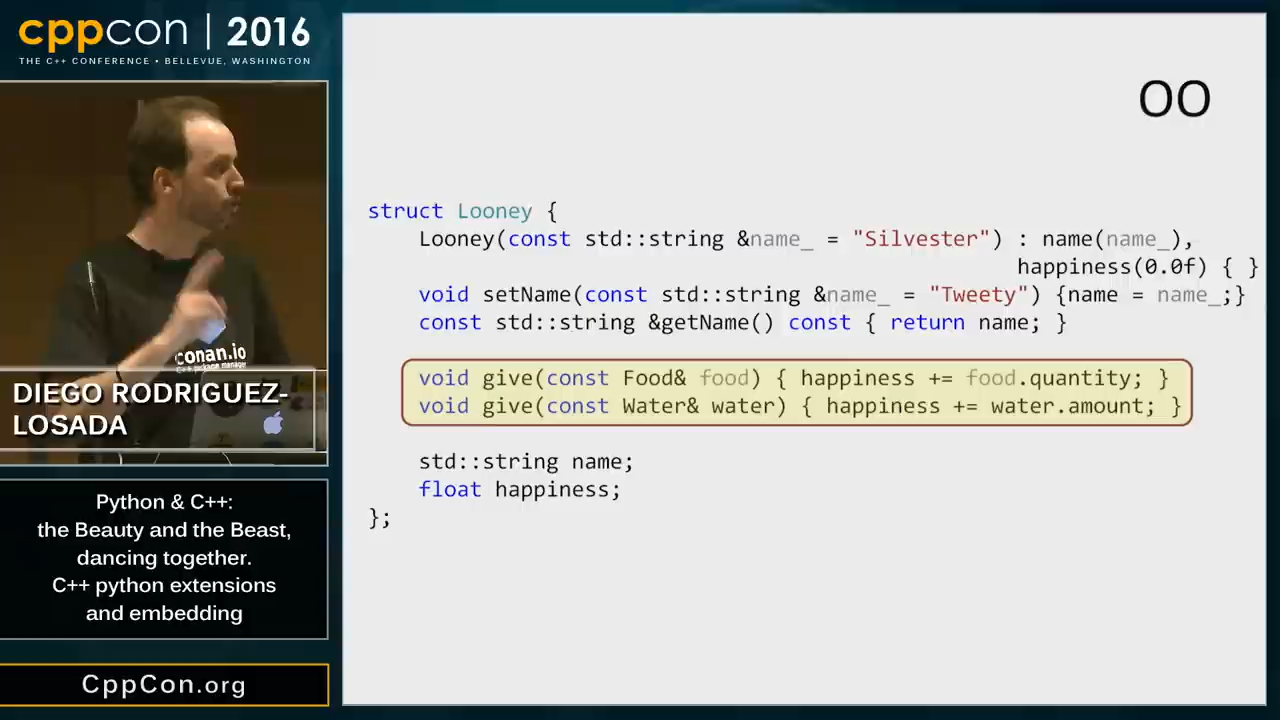 cppcon | 2016
THE C++ CONFERENCE • BELLEVUE, WASHINGTON
conan.io
C++ package manager
DIEGO RODRIGUEZ-
LOSADA
Python & C++:
the Beauty and the Beast,
dancing together.
C++ python extensions
and embedding
CppCon.org
OO
struct Looney {
Looney(const std::string &name_ = "Silvester") : name(name_),
happiness(0.0f) { }
void setName(const std::string &name_ = "Tweety") {name = name_;}
const std::string &getName() const { return name; }
void give(const Food& food) { happiness += food.quantity; }
void give(const Water& water) { happiness += water.amount; }
std::string name;
float happiness;
};